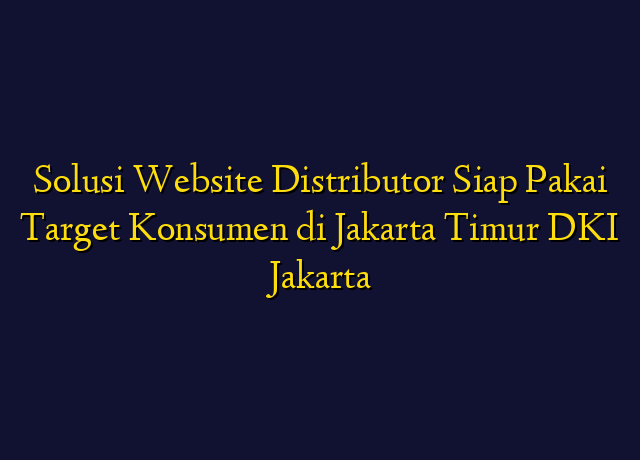 Solusi Website Distributor Siap Pakai
Target Konsumen di Jakarta Timur DKI
Jakarta